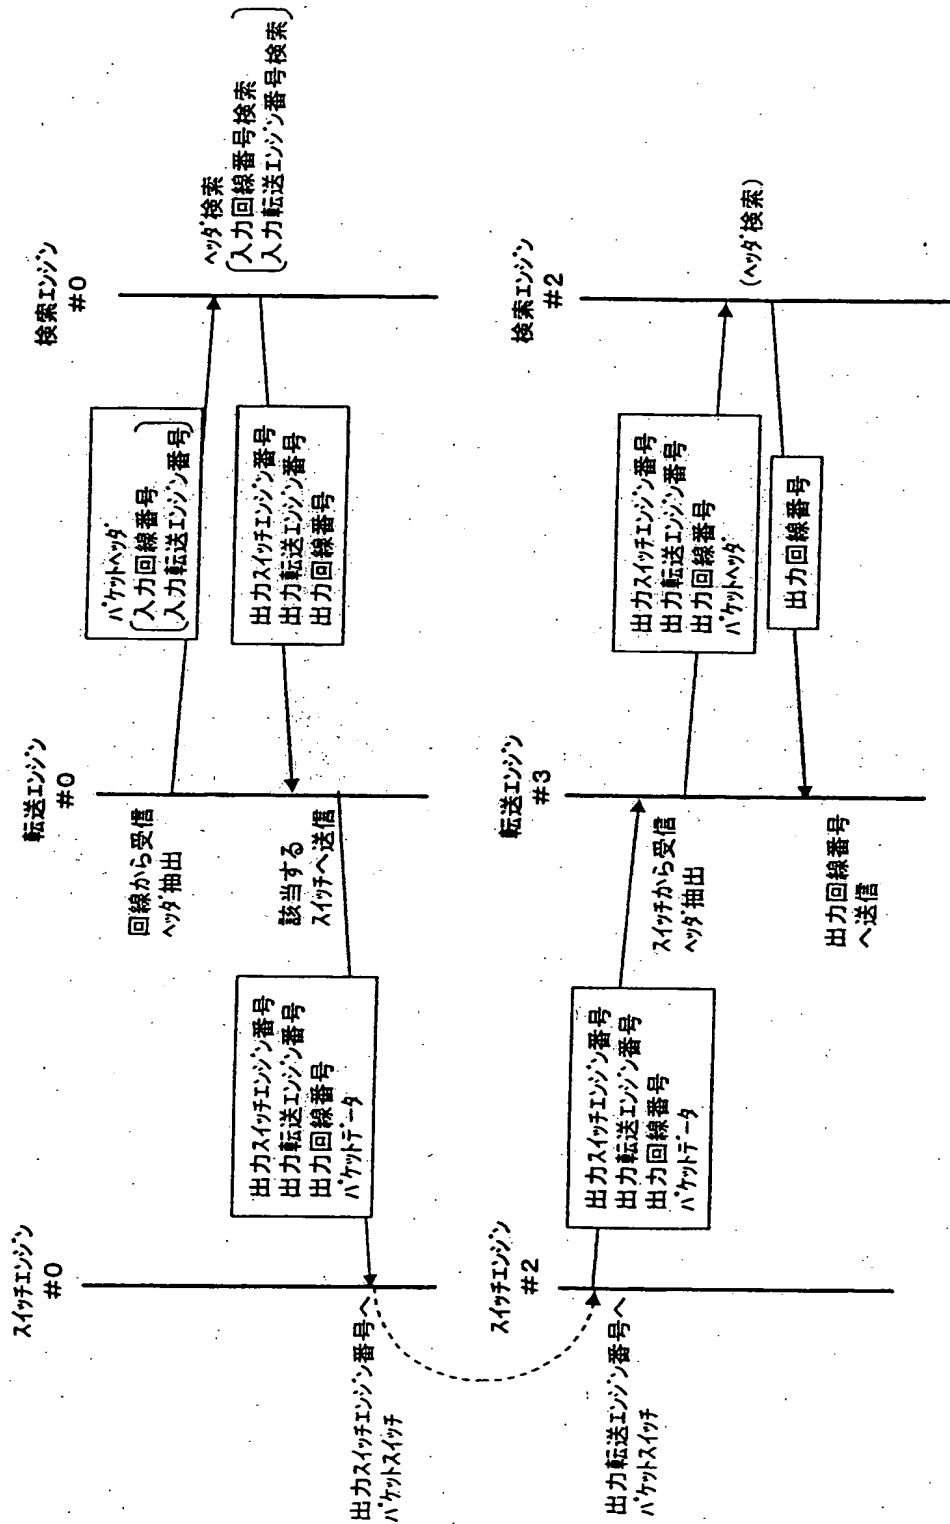 スイッチエンジン
#0
転送エンジン
#0
検索エンジン
#0
回線から受信
ヘッダ抽出
パケットヘッダ
入力回線番号
入力転送エンジン番号
ヘッダ検索
入力回線番号検索
入力転送エンジン番号検索
出力スイッチエンジン番号
出力転送エンジン番号
出力回線番号
該当する
スイッチへ送信
出力スイッチエンジン番号
出力転送エンジン番号
出力回線番号
パケットデータ
出力スイッチエンジン番号へ
パケットスイッチ
スイッチエンジン
#2
転送エンジン
#3
検索エンジン
#2
出力転送エンジン番号へ
パケットスイッチ
出力スイッチエンジン番号
出力転送エンジン番号
出力回線番号
パケットデータ
スイッチから受信
ヘッダ抽出
出力スイッチエンジン番号
出力転送エンジン番号
出力回線番号
パケットヘッダ
(ヘッダ検索)
出力回線番号
出力回線番号
へ送信